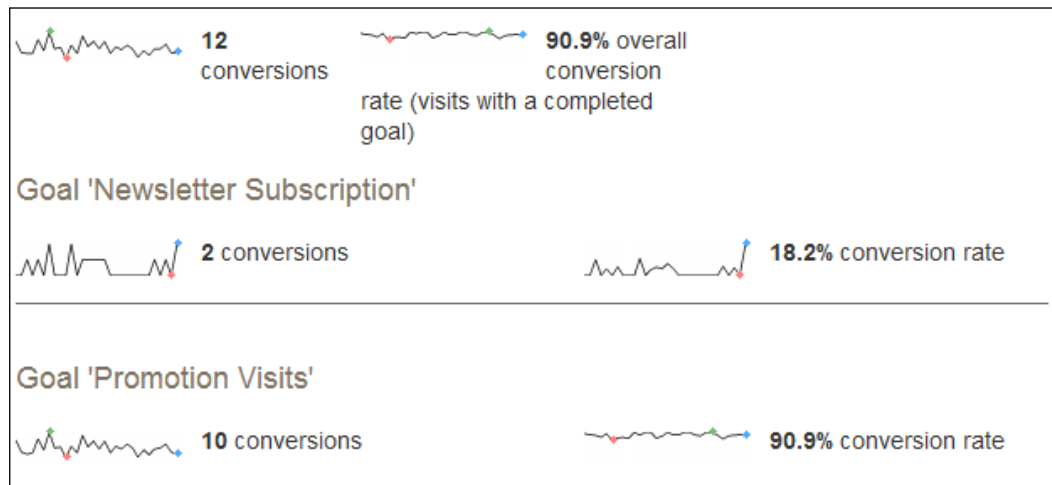 12
conversions
90.9% overall
conversion
rate (visits with a completed
goal)
Goal 'Newsletter Subscription'
2 conversions
18.2% conversion rate
Goal 'Promotion Visits'
10 conversions
90.9% conversion rate